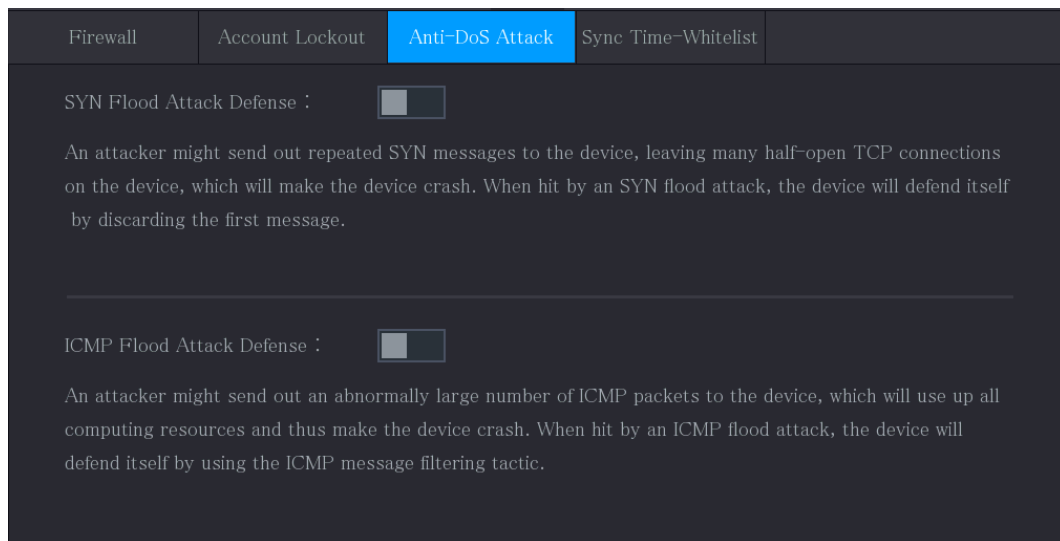 Firewall Account Lockout Anti-DoS Attack Sync Time-Whitelist
SYN Flood Attack Defense :
An attacker might send out repeated SYN messages to the device, leaving many half-open TCP connections
on the device, which will make the device crash. When hit by an SYN flood attack, the device will defend itself
by discarding the first message.
ICMP Flood Attack Defense :
An attacker might send out an abnormally large number of ICMP packets to the device, which will use up all
computing resources and thus make the device crash. When hit by an ICMP flood attack, the device will
defend itself by using the ICMP message filtering tactic.